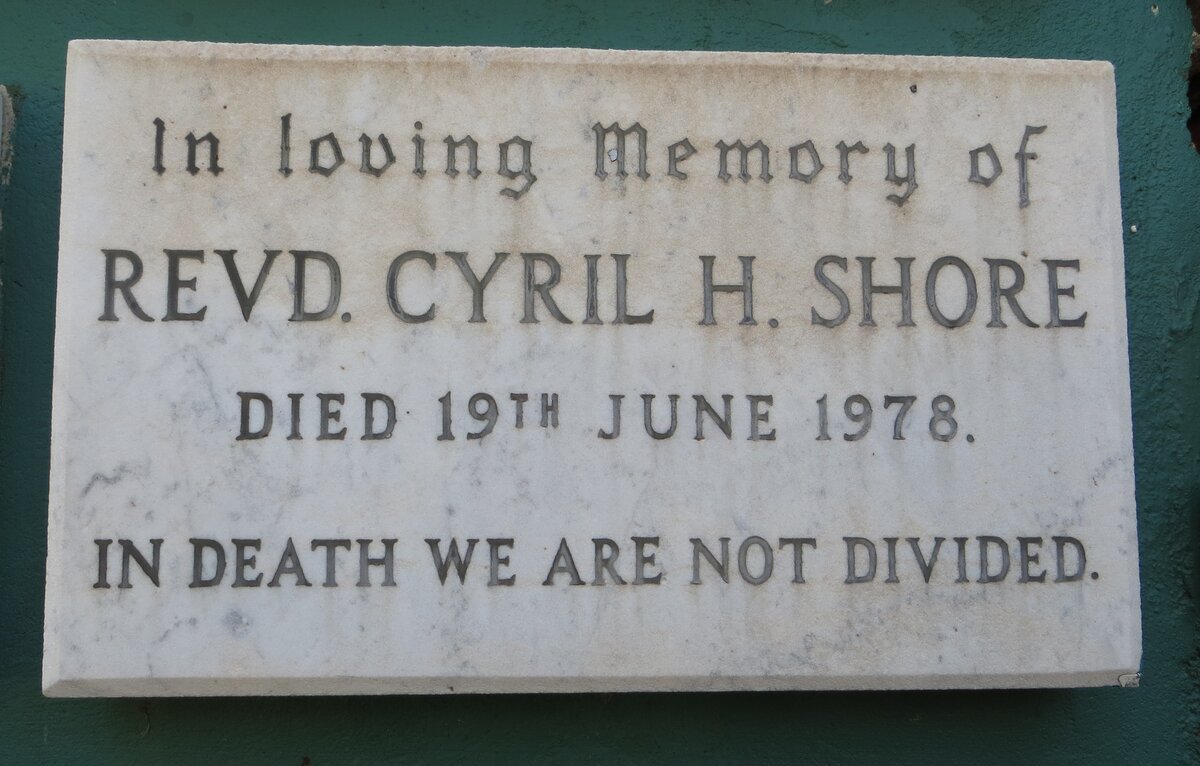 In loving Memory of
REVD. CYRIL H. SHORE
DIED 19TH JUNE 1978.
IN DEATH WE ARE NOT DIVIDED.